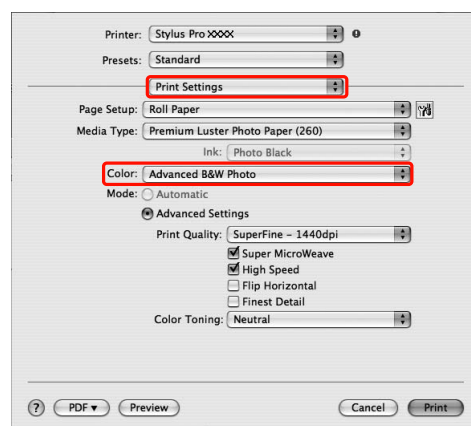 Printer: Stylus Pro XXXX
Presets: Standard
Print Settings
Page Setup: Roll Paper
Media Type: Premium Luster Photo Paper (260)
Ink: Photo Black
Color: Advanced B&W Photo
Mode: Automatic
Advanced Settings
Print Quality: SuperFine – 1440dpi
Super MicroWeave
High Speed
Flip Horizontal
Finest Detail
Color Toning: Neutral
? PDF ▼ Preview Cancel Print